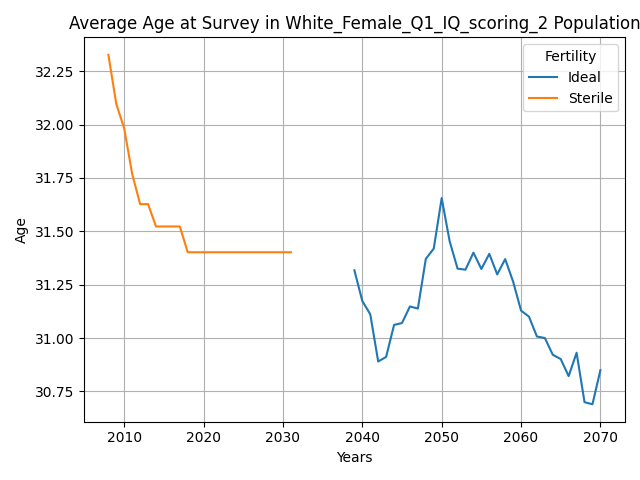 Average Age at Survey in White_Female_Q1_IQ_scoring_2 Population
Fertility
Ideal
Sterile
Age
32.25
32.00
31.75
31.50
31.25
31.00
30.75
2010 2020 2030 2040 2050 2060 2070
Years